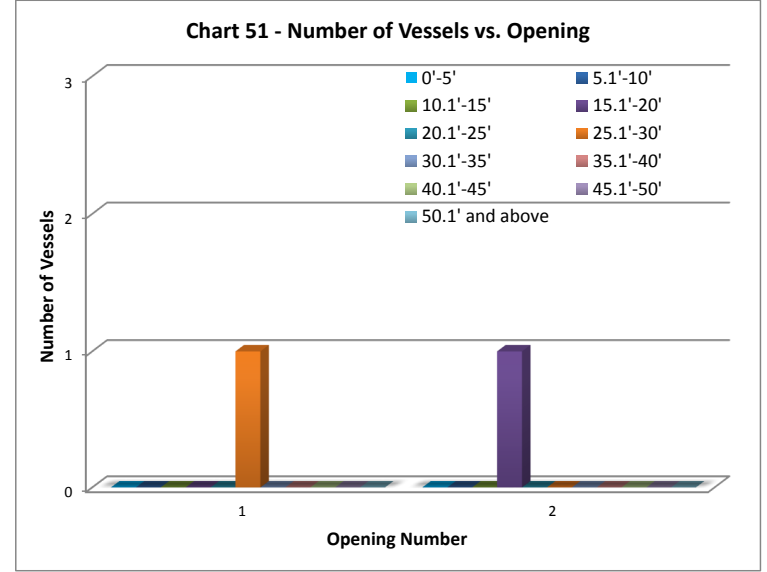 Chart 51 - Number of Vessels vs. Opening
0'-5' 5.1'-10'
10.1'-15' 15.1'-20'
20.1'-25' 25.1'-30'
30.1'-35' 35.1'-40'
40.1'-45' 45.1'-50'
50.1' and above
Number of Vessels
3
2
1
0
1 2
Opening Number